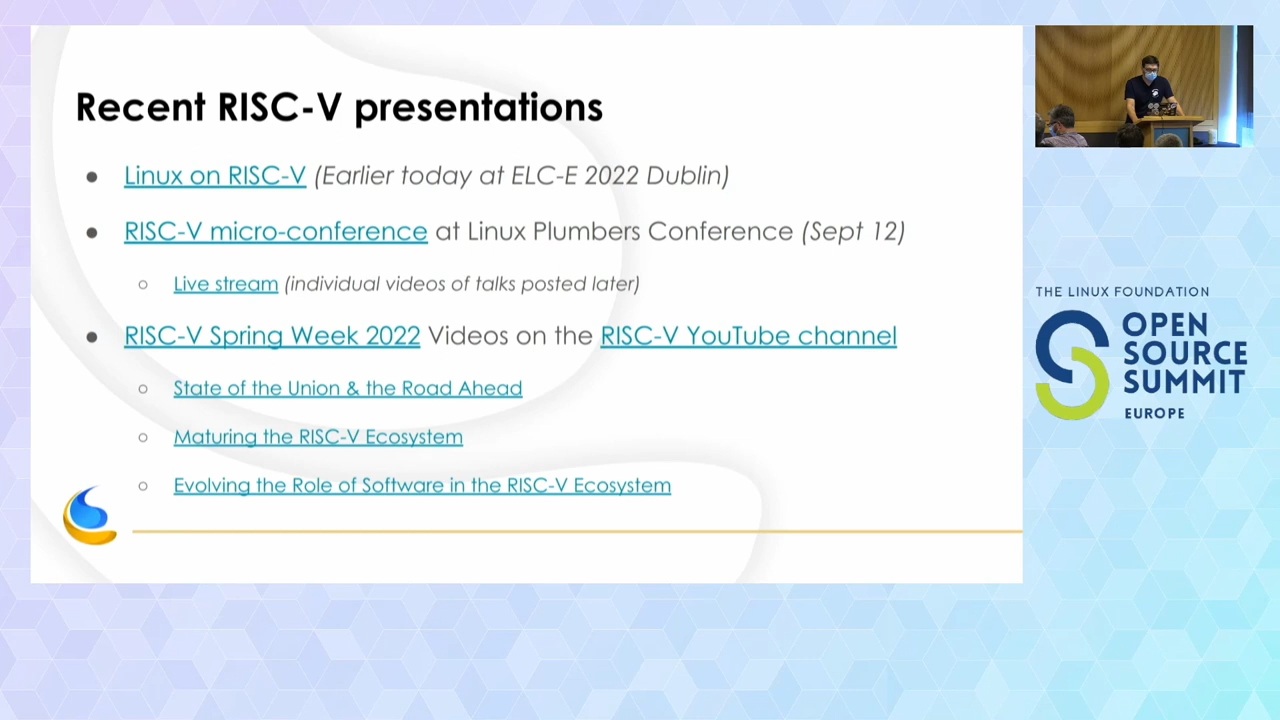 Recent RISC-V presentations
● Linux on RISC-V (Earlier today at ELC-E 2022 Dublin)
● RISC-V micro-conference at Linux Plumbers Conference (Sept 12)
○ Live stream (individual videos of talks posted later)
● RISC-V Spring Week 2022 Videos on the RISC-V YouTube channel
○ State of the Union & the Road Ahead
○ Maturing the RISC-V Ecosystem
○ Evolving the Role of Software in the RISC-V Ecosystem
THE LINUX FOUNDATION
OPEN
SOURCE
SUMMIT
EUROPE